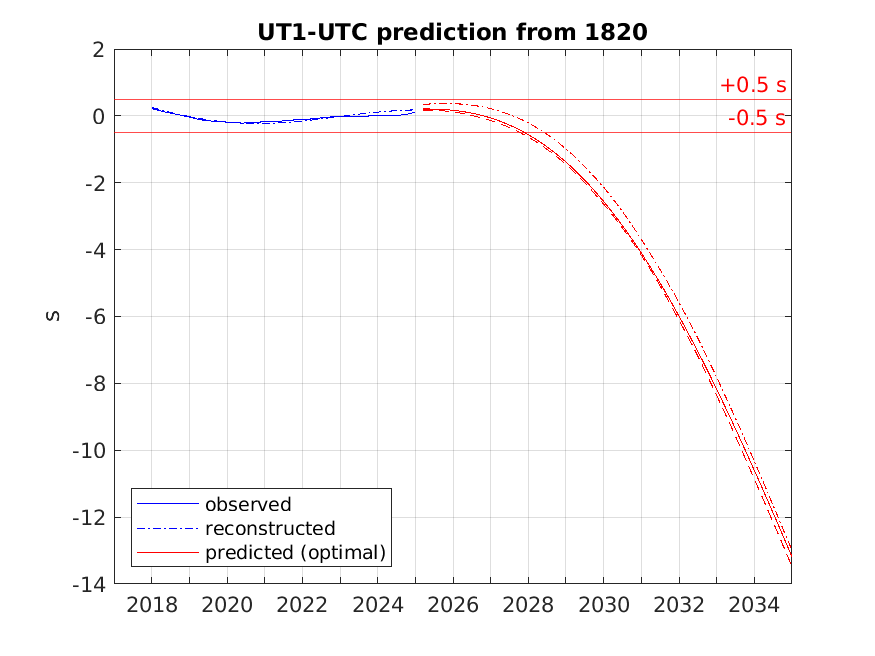 UT1-UTC prediction from 1820
2
+0.5 s
0
-0.5 s
-2
-4
-6
s
-8
-10
-12
-14
observed
reconstructed
predicted (optimal)
2018 2020 2022 2024 2026 2028 2030 2032 2034